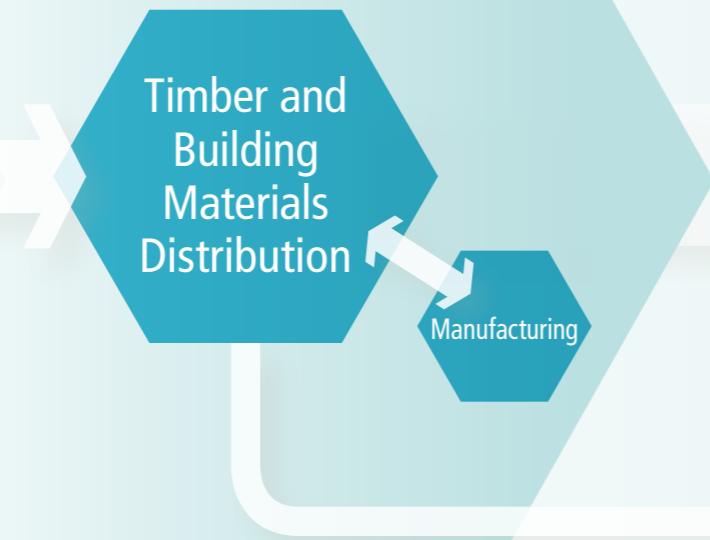 Timber and
Building
Materials
Distribution
Manufacturing